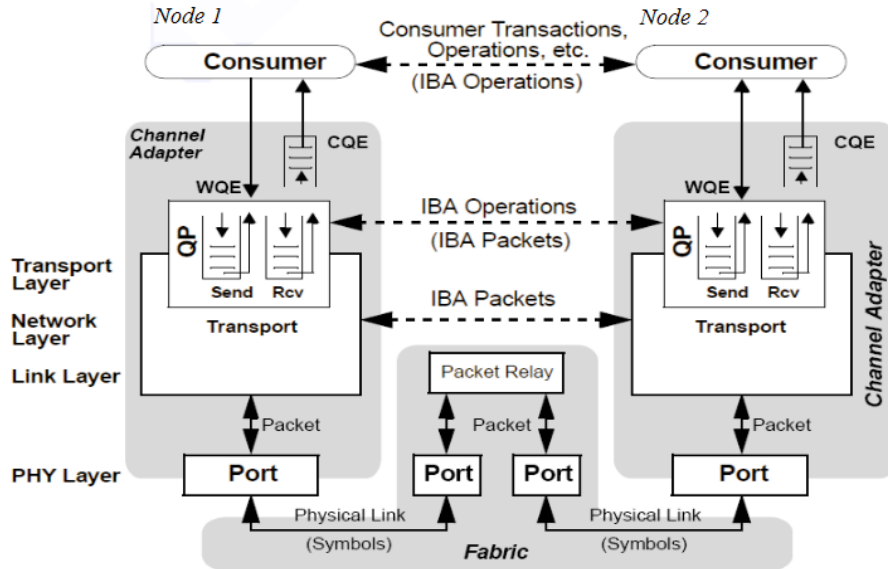 Node 1
Node 2
Consumer
Consumer Transactions,
Operations, etc.
(IBA Operations)
Consumer
Channel
Adapter
CQE
WQE
QP
Send
Rcv
Transport
IBA Operations
(IBA Packets)
IBA Packets
CQE
WQE
QP
Send
Rcv
Transport
Channel Adapter
Transport
Layer
Network
Layer
Link Layer
PHY Layer
Packet Relay
Packet
Packet
Packet
Port
Port
Port
Port
Physical Link
(Symbols)
Physical Link
(Symbols)
Fabric